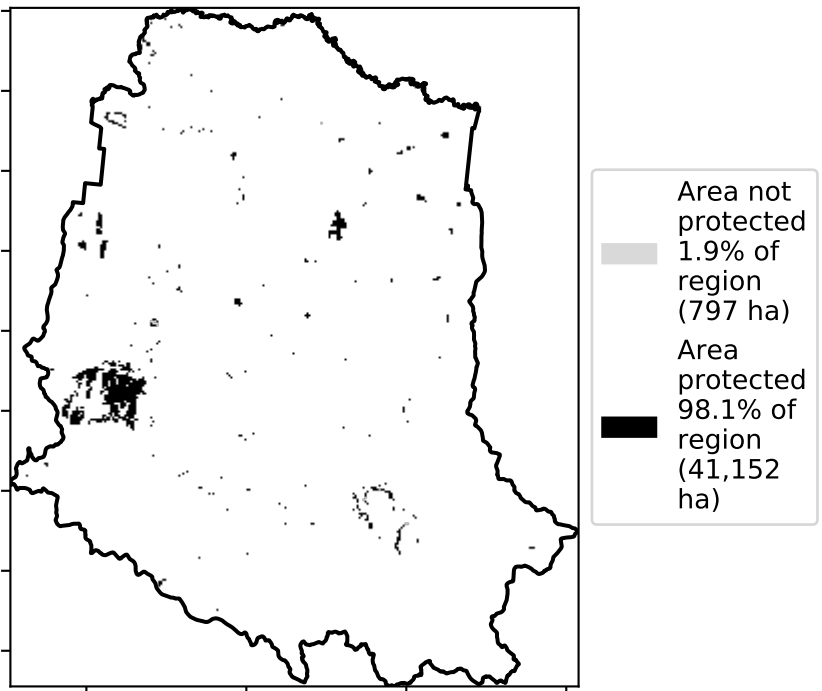 Area not
protected
1.9% of
region
(797 ha)
Area
protected
98.1% of
region
(41,152
ha)